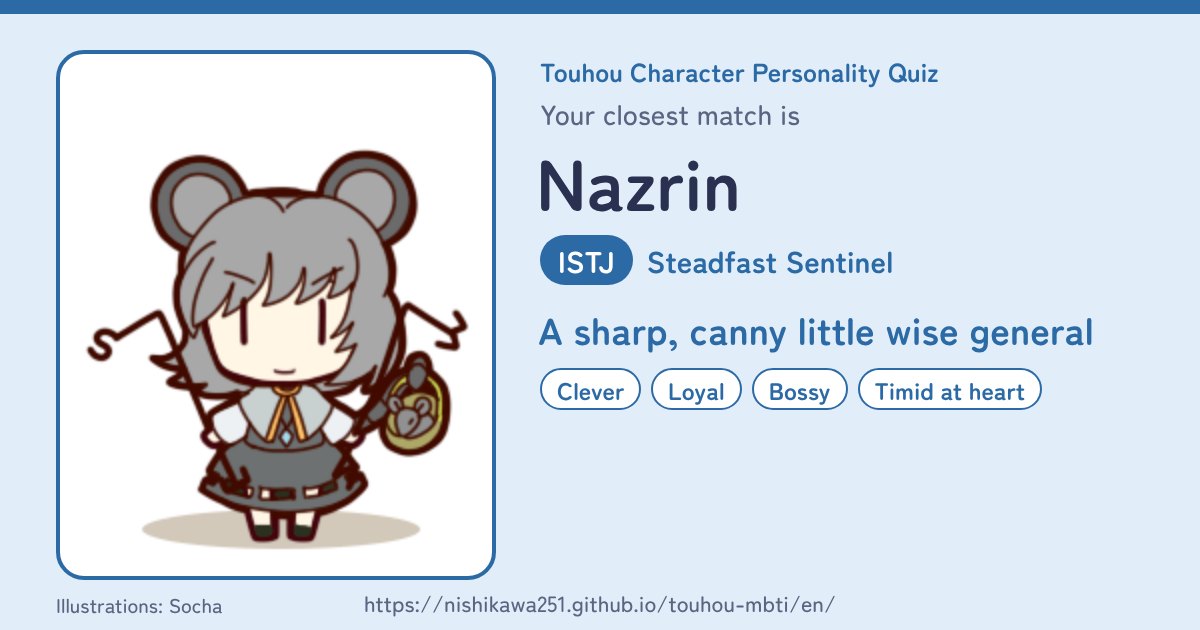 Touhou Character Personality Quiz
Your closest match is
Nazrin
ISTJ Steadfast Sentinel
A sharp, canny little wise general
Clever Loyal Bossy Timid at heart
Illustrations: Socha https://nishikawa251.github.io/touhou-mbti/en/